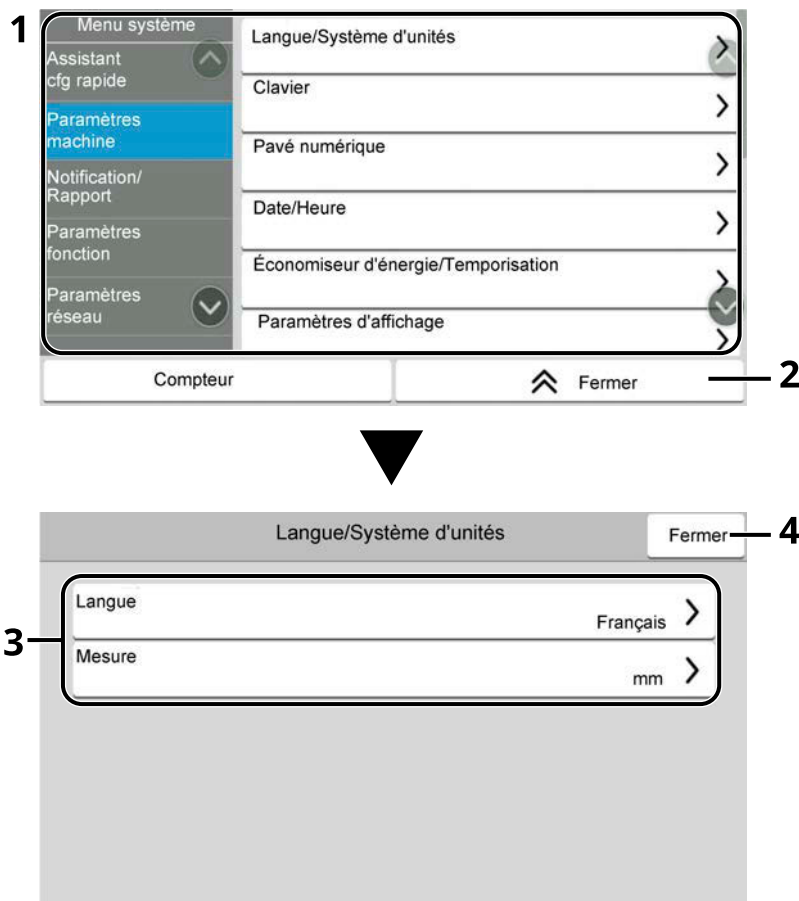 1
Menu système
Assistant
cfg rapide
Paramètres
machine
Notification/
Rapport
Paramètres
fonction
Paramètres
réseau
Langue/Système d'unités
Clavier
Pavé numérique
Date/Heure
Économiseur d'énergie/Temporisation
Paramètres d'affichage
Compteur
Fermer
2
Langue/Système d'unités
Fermer
4
3
Langue
Français
Mesure
mm